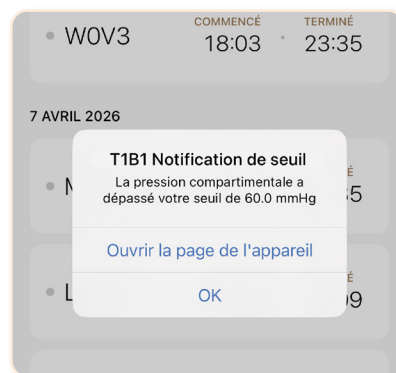 COMMENCÉ TERMINÉ
W0V3 18:03 23:35
7 AVRIL 2026
T1B1 Notification de seuil
La pression compartimentale a
dépassé votre seuil de 60.0 mmHg
Ouvrir la page de l'appareil
OK